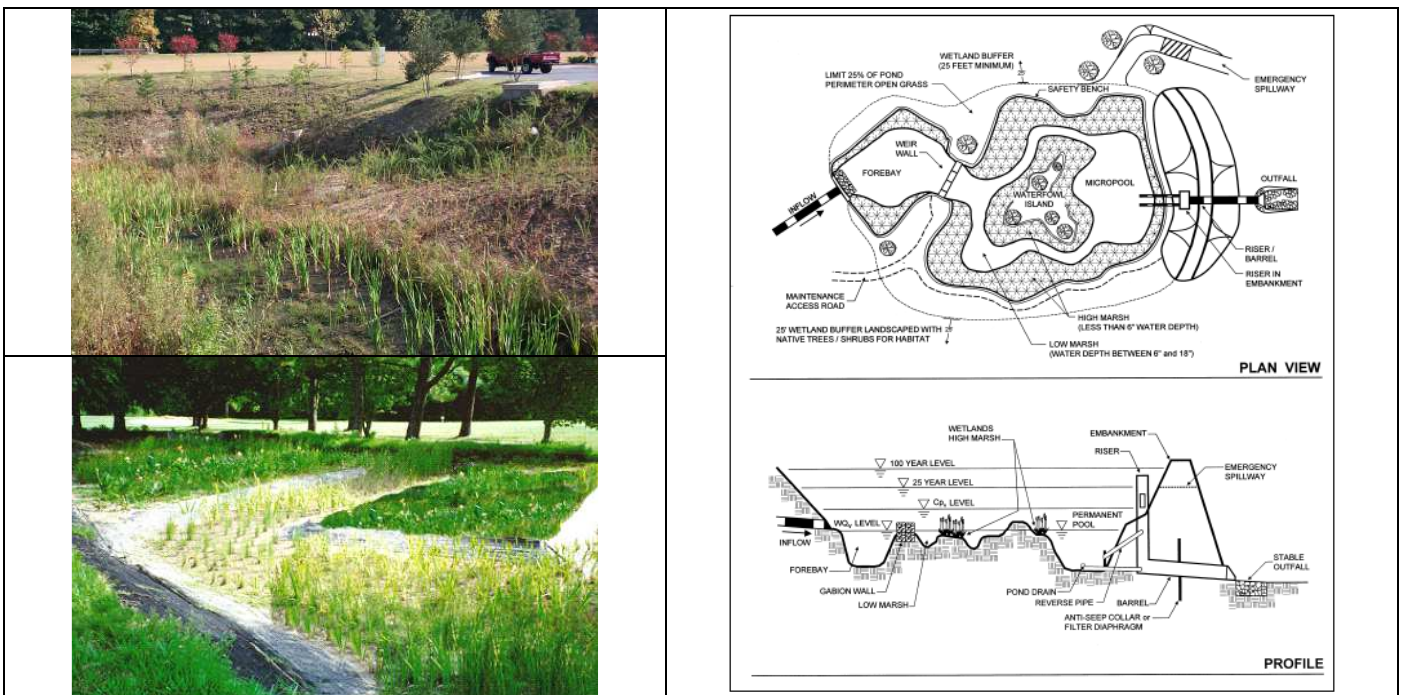 WETLAND BUFFER
(25 FEET MINIMUM)
25'
LIMIT 25% OF POND
PERIMETER OPEN GRASS
SAFETY BENCH
EMERGENCY
SPILLWAY
WEIR
WALL
FOREBAY
INFLOW
WATERFOWL
ISLAND
MICROPOOL
OUTFALL
RISER /
BARREL
RISER IN
EMBANKMENT
MAINTENANCE
ACCESS ROAD
HIGH MARSH
(LESS THAN 6" WATER DEPTH)
25' WETLAND BUFFER LANDSCAPED WITH
NATIVE TREES / SHRUBS FOR HABITAT
25'
LOW MARSH
(WATER DEPTH BETWEEN 6" and 18")
PLAN VIEW
WETLANDS
HIGH MARSH
EMBANKMENT
RISER
100 YEAR LEVEL
EMERGENCY
SPILLWAY
25 YEAR LEVEL
Cpv LEVEL
WQv LEVEL
PERMANENT
POOL
INFLOW
STABLE
OUTFALL
FOREBAY
GABION WALL
LOW MARSH
POND DRAIN
REVERSE PIPE
BARREL
ANTI-SEEP COLLAR or
FILTER DIAPHRAGM
PROFILE